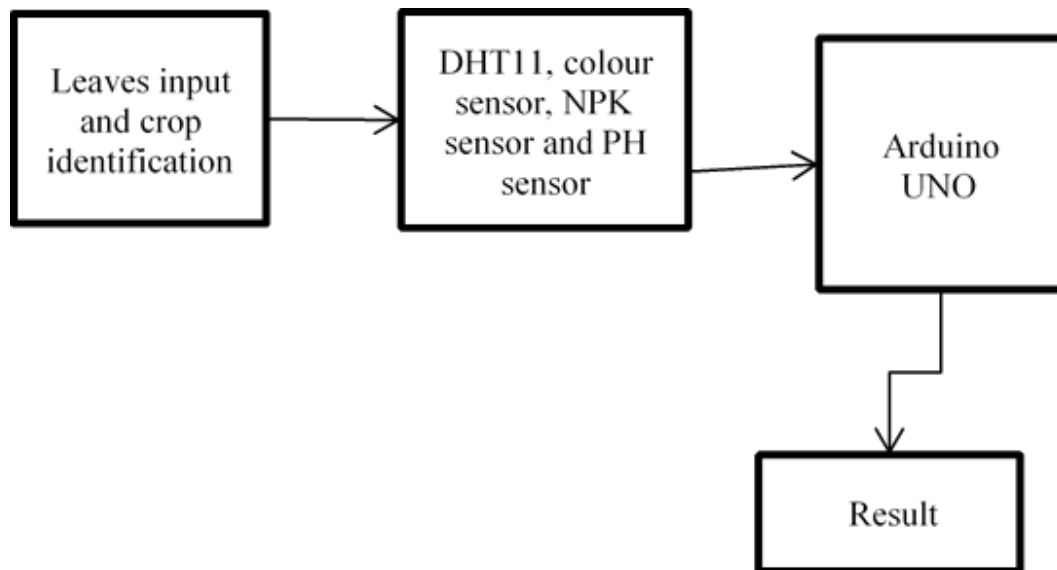 Leaves input
and crop
identification
DHT11, colour
sensor, NPK
sensor and PH
sensor
Arduino
UNO
Result